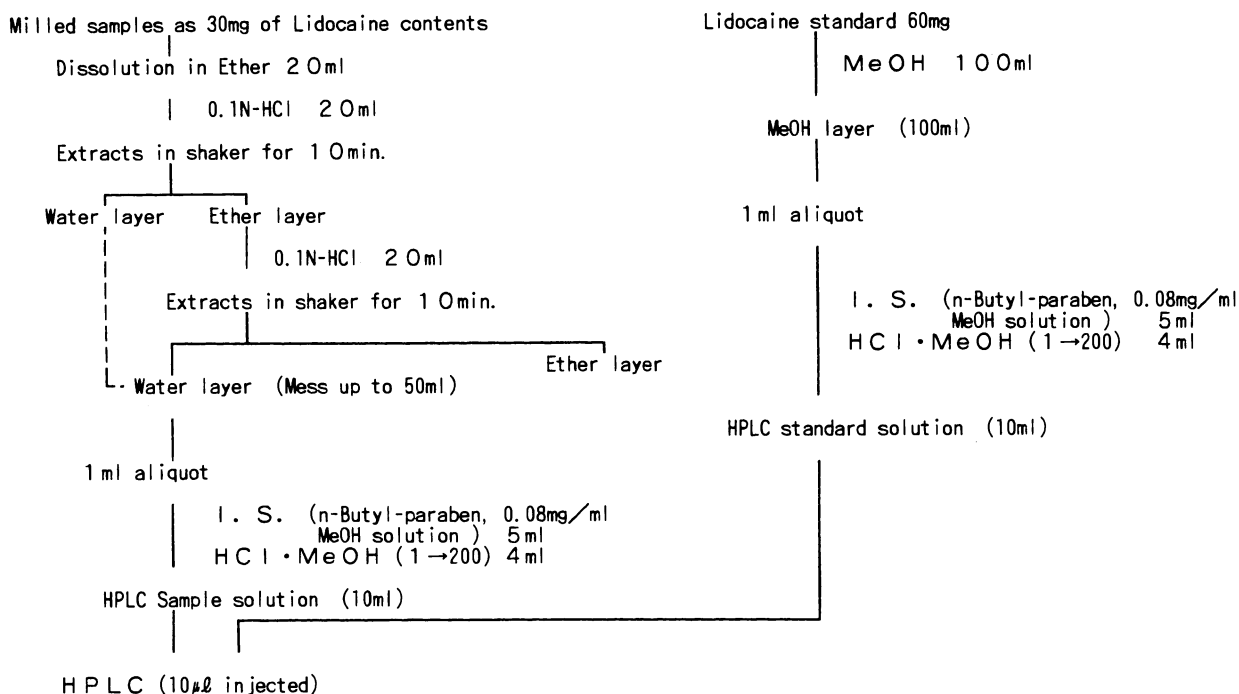 Milled samples as 30mg of Lidocaine contents
Dissolution in Ether 20ml
0.1N-HCl 20ml
Extracts in shaker for 10min.
Water layer Ether layer
0.1N-HCl 20ml
Extracts in shaker for 10min.
Ether layer
Water layer (Mess up to 50ml)
1ml aliquot
I. S. (n-Butyl-paraben, 0.08mg/ml
MeOH solution ) 5ml
HCl・MeOH (1→200) 4ml
HPLC Sample solution (10ml)
HPLC (10μℓ injected)
Lidocaine standard 60mg
MeOH 100ml
MeOH layer (100ml)
1ml aliquot
I. S. (n-Butyl-paraben, 0.08mg/ml
MeOH solution ) 5ml
HCl・MeOH (1→200) 4ml
HPLC standard solution (10ml)